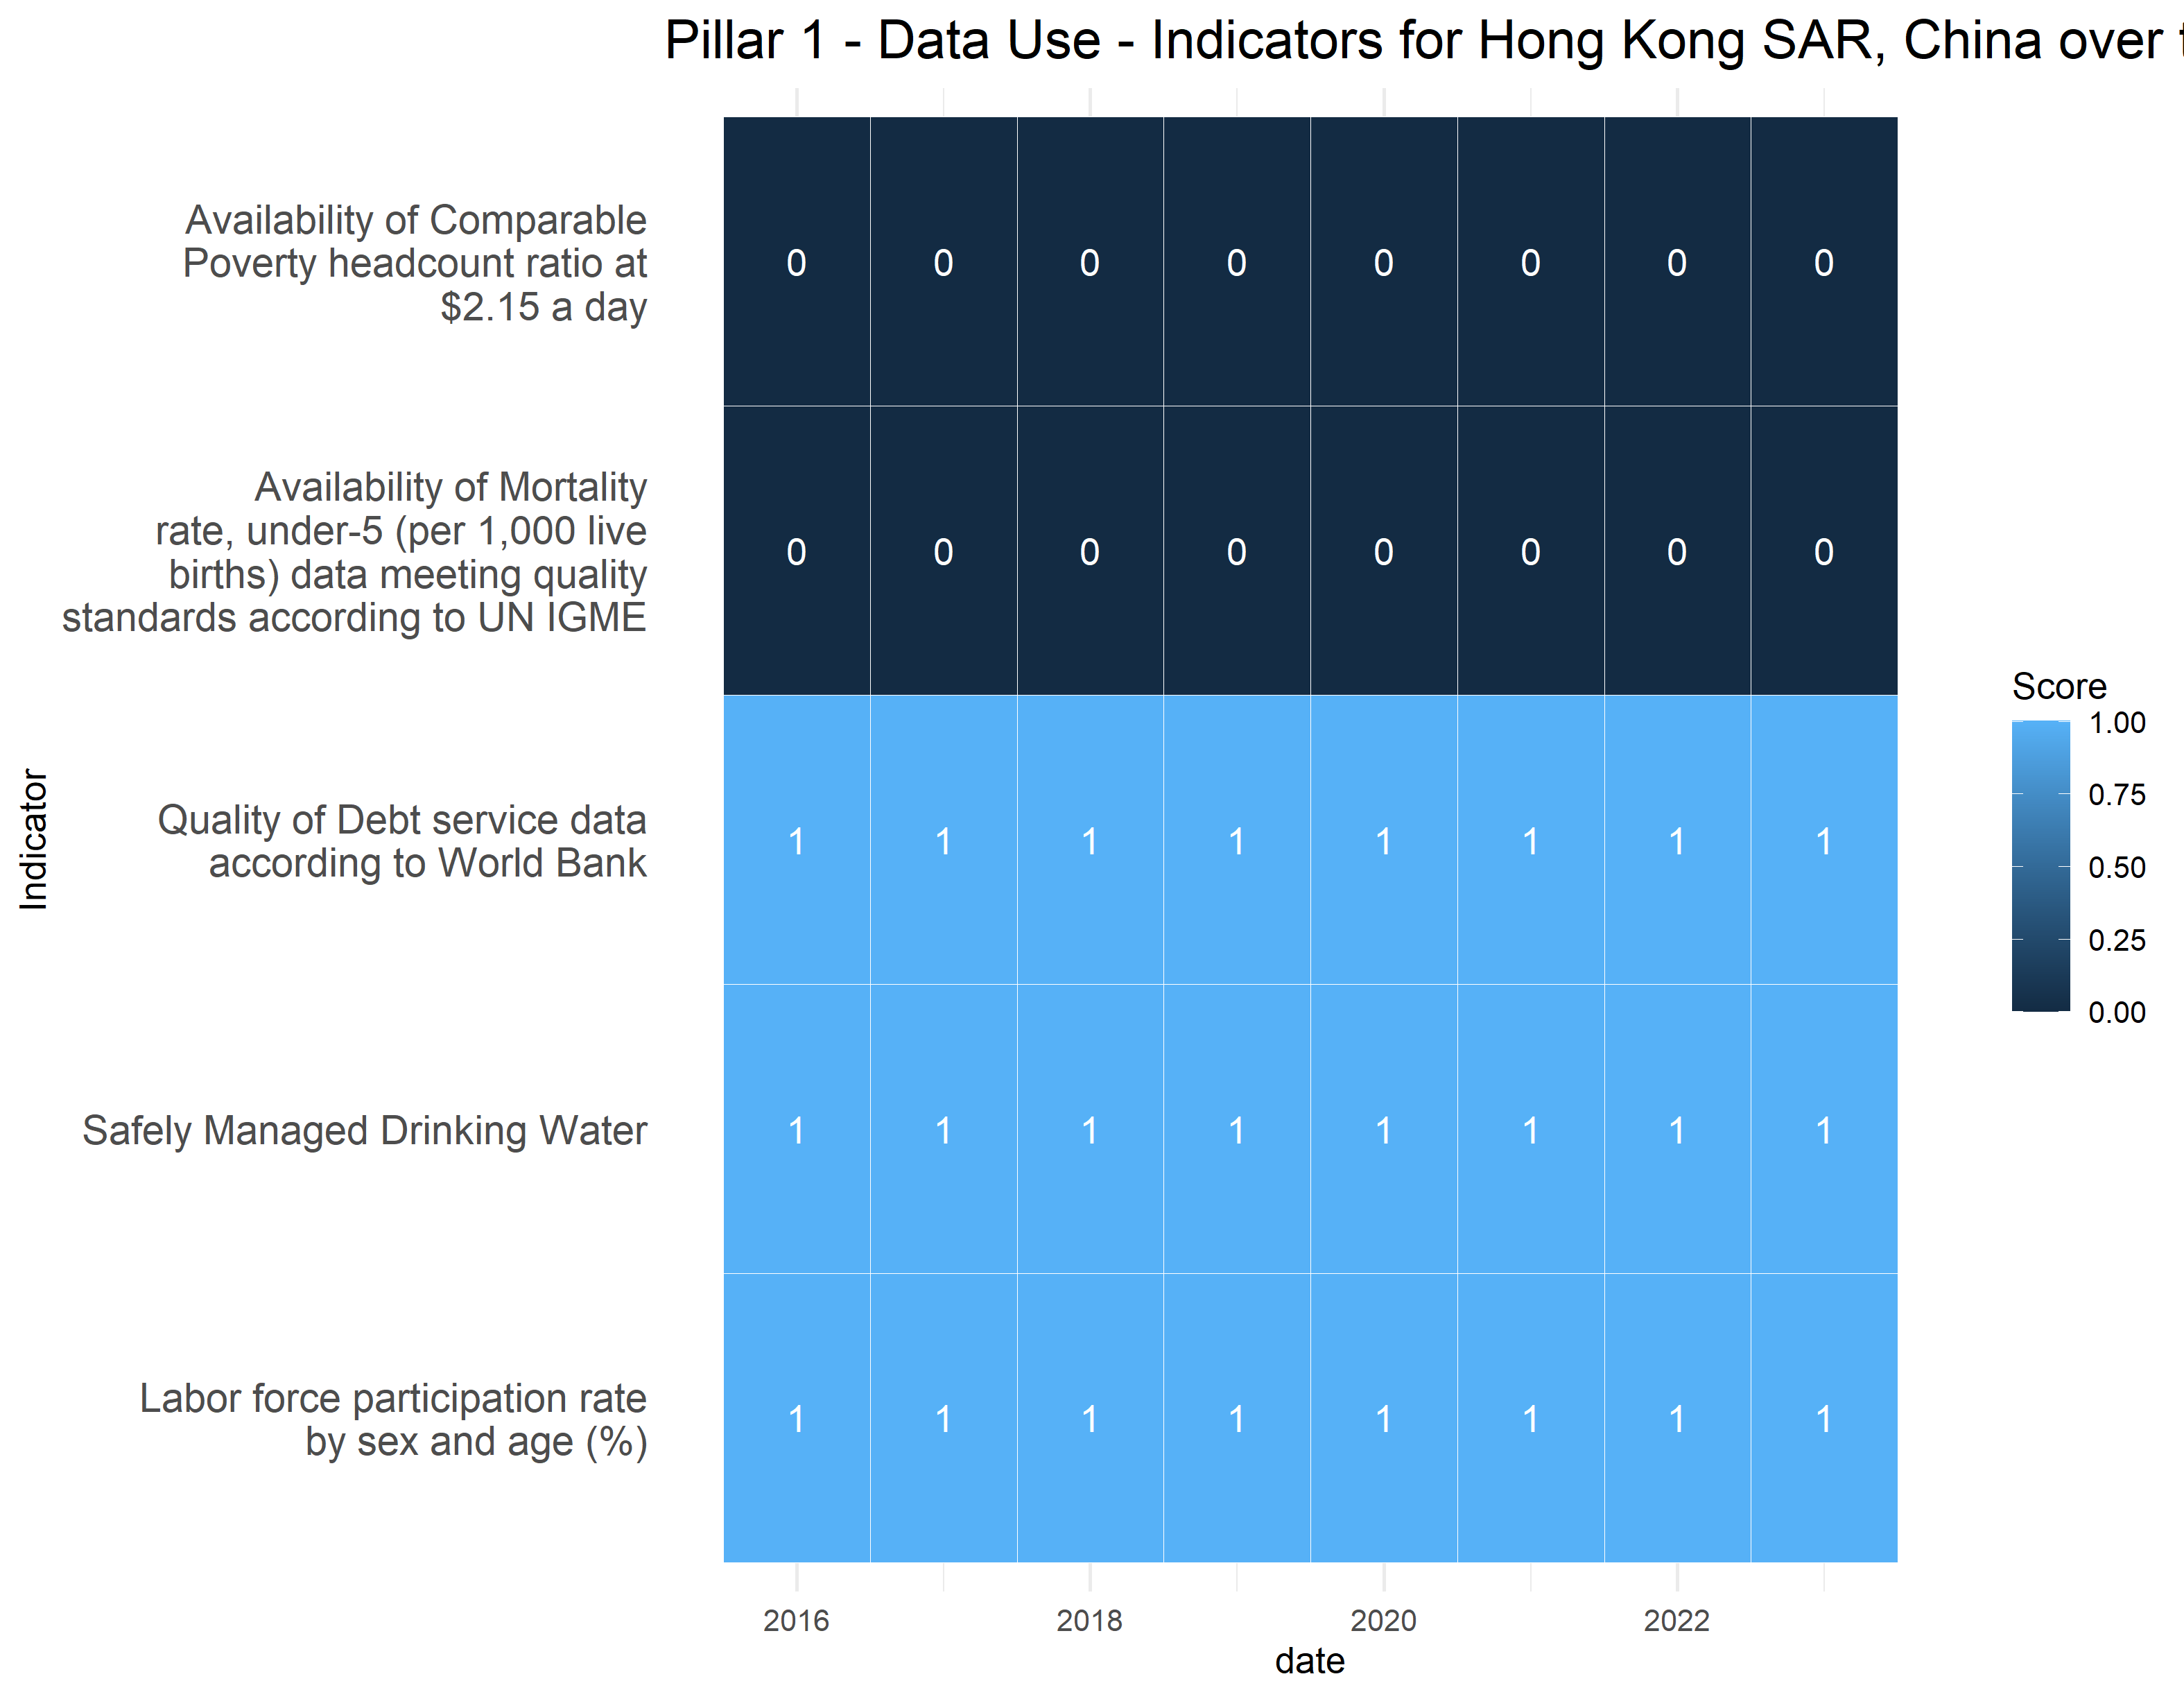 Pillar 1 - Data Use - Indicators for Hong Kong SAR, China over
Availability of Comparable
Poverty headcount ratio at
$2.15 a day
0 0 0 0 0 0 0 0
Availability of Mortality
rate, under-5 (per 1,000 live
births) data meeting quality
standards according to UN IGME
0 0 0 0 0 0 0 0
Quality of Debt service data
according to World Bank
1 1 1 1 1 1 1 1
Safely Managed Drinking Water
1 1 1 1 1 1 1 1
Labor force participation rate
by sex and age (%)
1 1 1 1 1 1 1 1
Indicator
2016 2018 2020 2022
date
Score
1.00
0.75
0.50
0.25
0.00